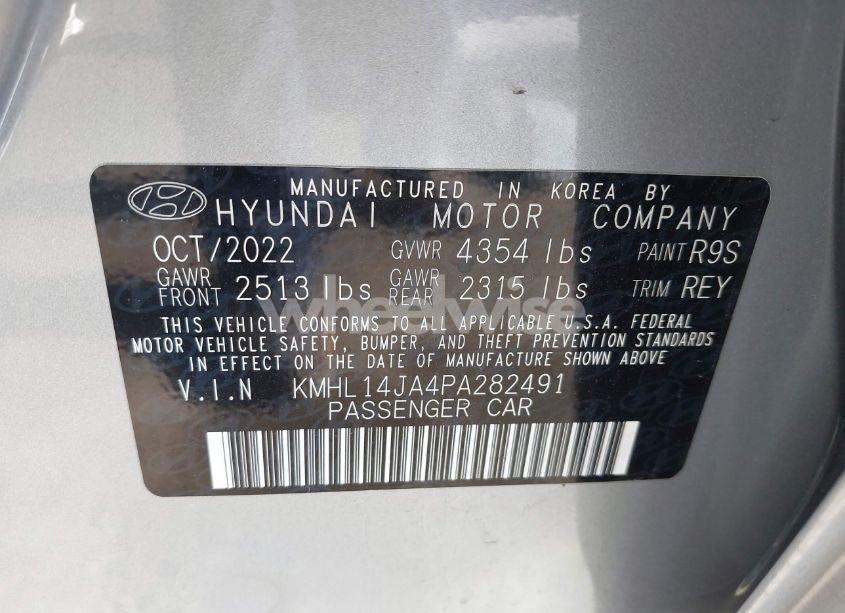 MANUFACTURED IN KOREA BY
HYUNDAI MOTOR COMPANY
OCT/2022 GVWR 4354 lbs PAINT R9S
GAWR FRONT 2513 lbs GAWR REAR 2315 lbs TRIM REY
wheelwise
THIS VEHICLE CONFORMS TO ALL APPLICABLE U.S.A. FEDERAL
MOTOR VEHICLE SAFETY, BUMPER, AND THEFT PREVENTION STANDARDS
IN EFFECT ON THE DATE OF MANUFACTURE SHOWN ABOVE
V.I.N KMHL14JA4PA282491
PASSENGER CAR